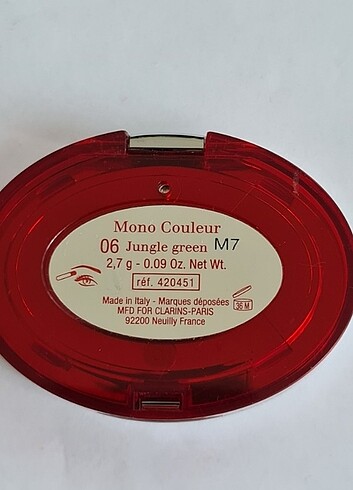 Mono Couleur
06 Jungle green M7
2,7 g - 0.09 Oz. Net Wt.
réf. 420451
Made in Italy - Marques déposées
MFD FOR CLARINS-PARIS
92200 Neuilly France
36 M